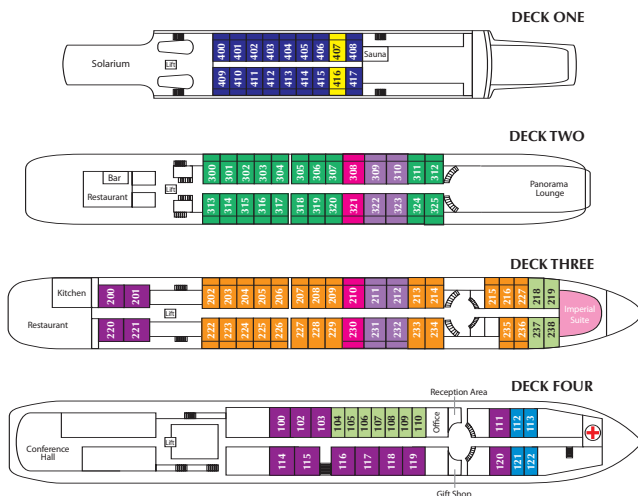 DECK ONE
Solarium
Lift
400 401 402 403 404 405 406 407 408
Sauna
409 410 411 412 413 414 415 416 417
DECK TWO
Bar
Restaurant
Lift
300 301 302 303 304 305 306 307 308 309 310 311 312
313 314 315 316 317 318 319 320 321 322 323 324 325
Panorama
Lounge
DECK THREE
Kitchen
Restaurant
Lift
200 201
202 203 204 205 206 207 208 209 210 211 212 213 214
215 216 227 218 219
220 221
222 223 224 225 226 227 228 229 230 231 232 233 234
235 236 237 238
Imperial
Suite
DECK FOUR
Reception Area
Conference
Hall
Lift
100 102 103 104 105 106 107 108 109 110
Office
111 112 113
114 115 116 117 118 119
120 121 122
Gift Shop